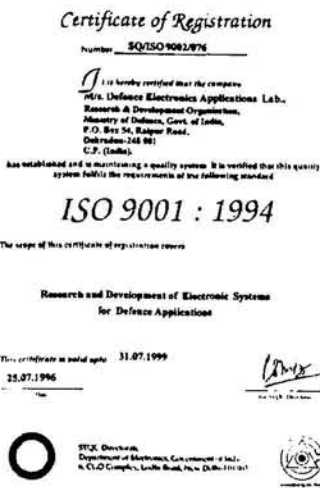 Certificate of Registration
Number SQ/ISO 9002/076
It is hereby certified that the company
M/s. Defence Electronics Applications Lab.,
Research & Development Organisation,
Ministry of Defence, Govt. of India,
P.O. Box 54, Raipur Road,
Dehradun-248 001
U.P. (India).
has established and is maintaining a quality system. It is verified that this quality
system fulfils the requirements of the following standard
ISO 9001 : 1994
The scope of this certificate of registration covers
Research and Development of Electronic Systems
for Defence Applications
This certificate is valid upto 31.07.1999
25.07.1996
STQC Directorate
Department of Electronics, Government of India
6, CGO Complex, Lodhi Road, New Delhi